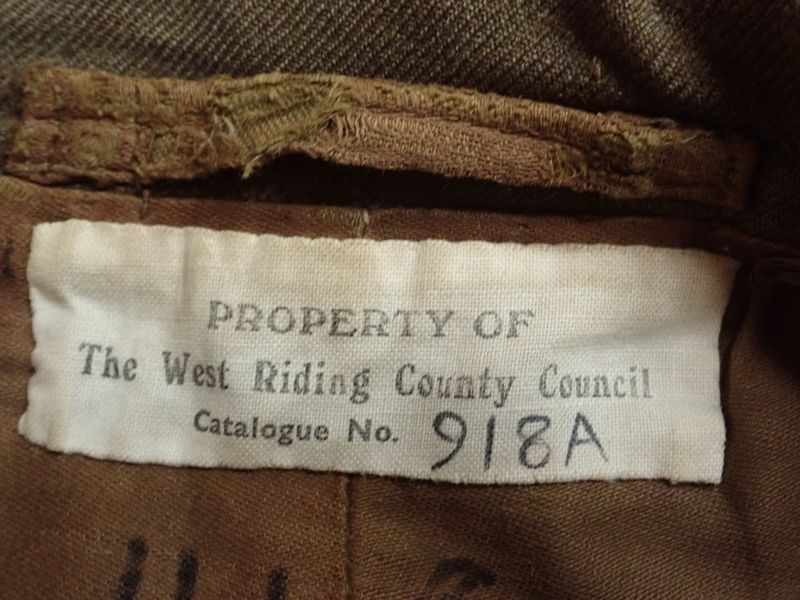 PROPERTY OF
The West Riding County Council
Catalogue No. 918A